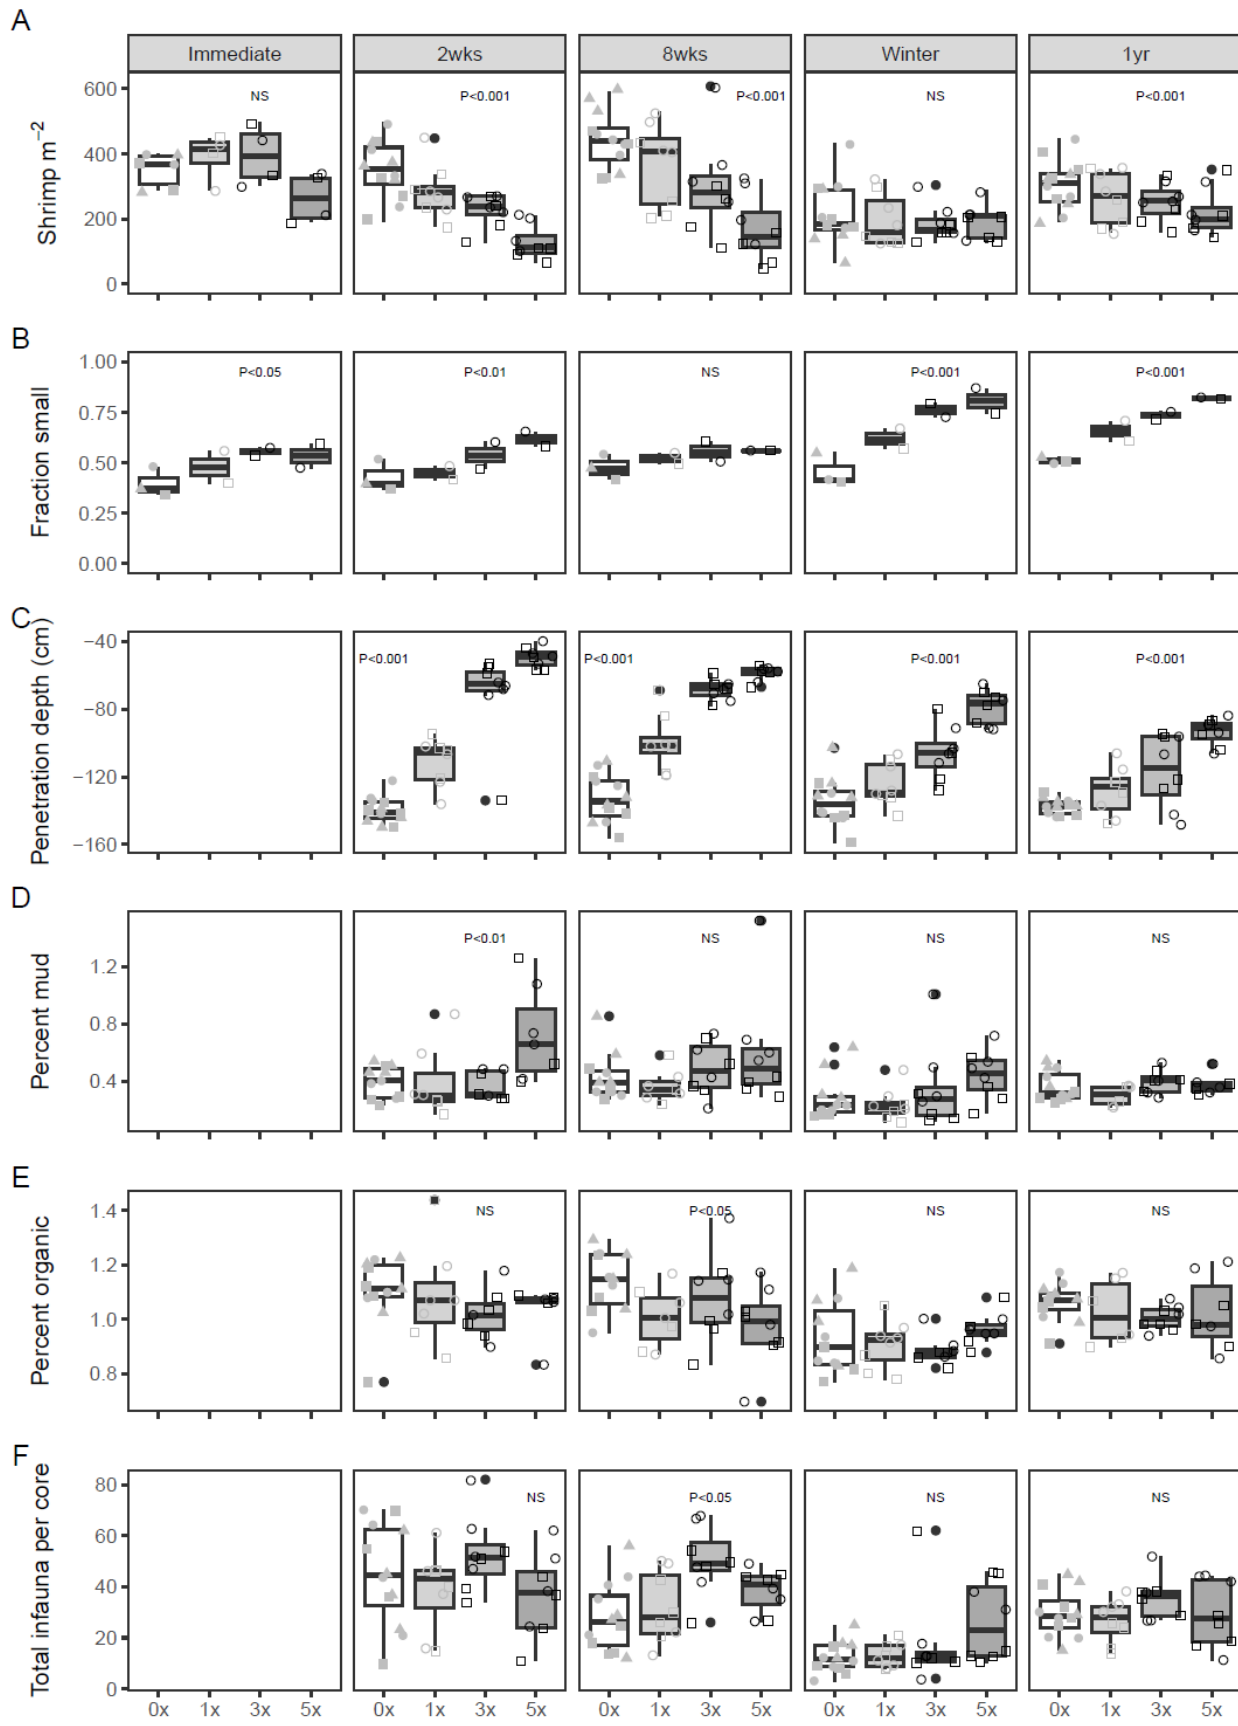 A
Immediate 2wks 8wks Winter 1yr
Shrimp m⁻²
600
400
200
0
NS P<0.001 P<0.001 NS P<0.001
B
Fraction small
1.00
0.75
0.50
0.25
0.00
P<0.05 P<0.01 NS P<0.001 P<0.001
C
Penetration depth (cm)
−40
−80
−120
−160
P<0.001 P<0.001 P<0.001 P<0.001
D
Percent mud
1.2
0.8
0.4
P<0.01 NS NS NS
E
Percent organic
1.4
1.2
1.0
0.8
NS P<0.05 NS NS
F
Total infauna per core
80
60
40
20
0
NS P<0.05 NS NS
0x 1x 3x 5x 0x 1x 3x 5x 0x 1x 3x 5x 0x 1x 3x 5x 0x 1x 3x 5x